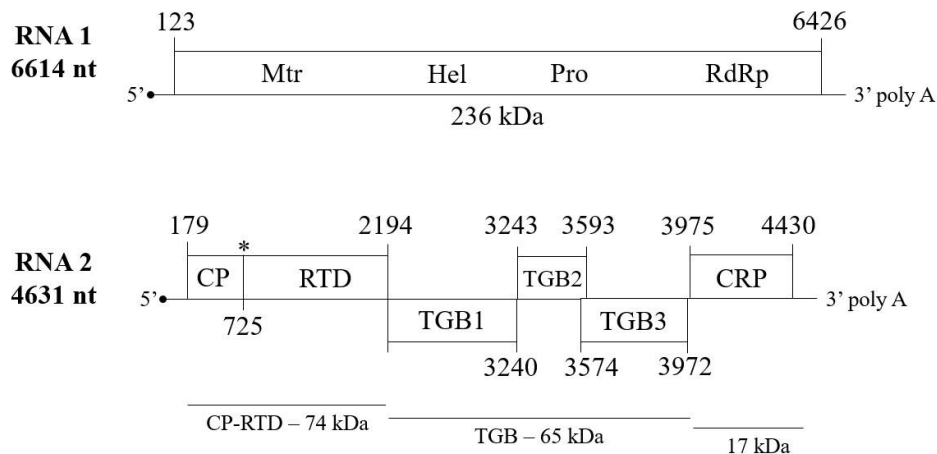 123 6426
RNA 1
6614 nt
Mtr Hel Pro RdRp
5’ 3’ poly A
236 kDa
179 * 2194 3243 3593 3975 4430
RNA 2
4631 nt
CP RTD TGB2 CRP
5’ 3’ poly A
725 TGB1 TGB3
3240 3574 3972
CP-RTD – 74 kDa TGB – 65 kDa 17 kDa